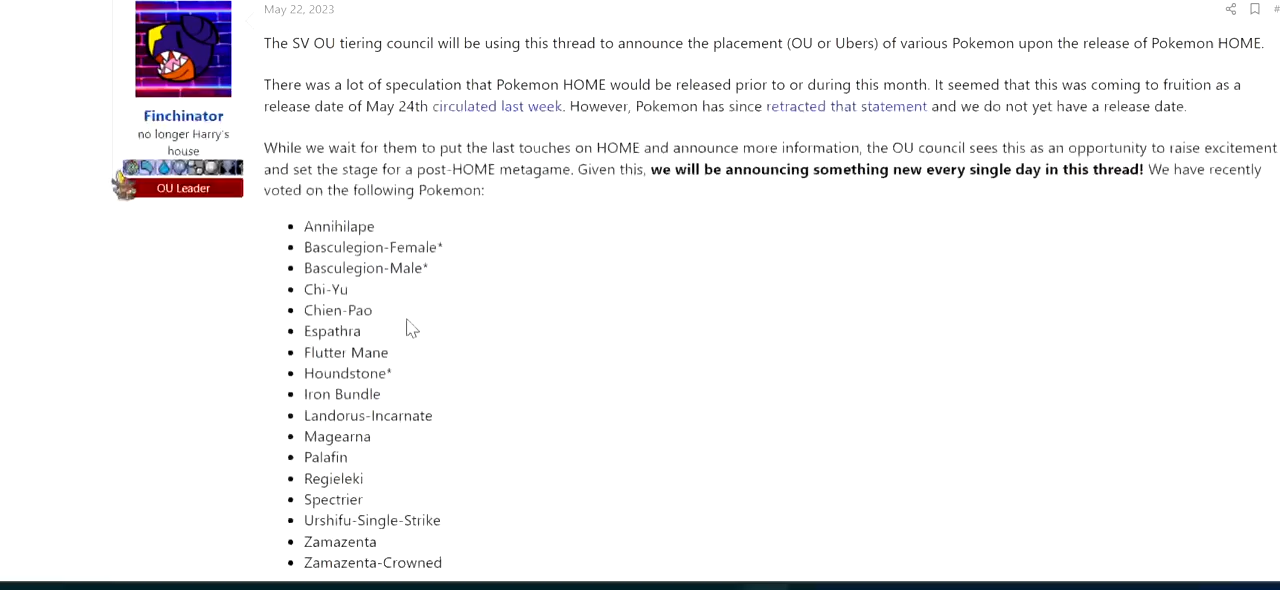 May 22, 2023
#
The SV OU tiering council will be using this thread to announce the placement (OU or Ubers) of various Pokemon upon the release of Pokemon HOME.
There was a lot of speculation that Pokemon HOME would be released prior to or during this month. It seemed that this was coming to fruition as a
release date of May 24th circulated last week. However, Pokemon has since retracted that statement and we do not yet have a release date.
Finchinator
no longer Harry's
house
OU Leader
While we wait for them to put the last touches on HOME and announce more information, the OU council sees this as an opportunity to raise excitement
and set the stage for a post-HOME metagame. Given this, we will be announcing something new every single day in this thread! We have recently
voted on the following Pokemon:
Annihilape
Basculegion-Female*
Basculegion-Male*
Chi-Yu
Chien-Pao
Espathra
Flutter Mane
Houndstone*
Iron Bundle
Landorus-Incarnate
Magearna
Palafin
Regieleki
Spectrier
Urshifu-Single-Strike
Zamazenta
Zamazenta-Crowned